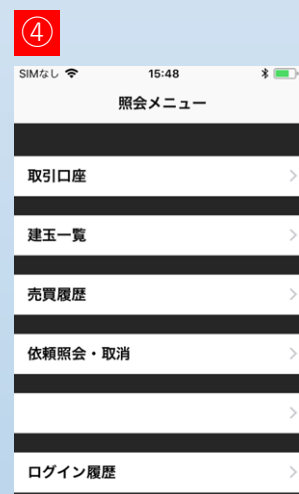 ④
SIMなし 15:48
照会メニュー
取引口座
建玉一覧
売買履歴
依頼照会・取消
ログイン履歴